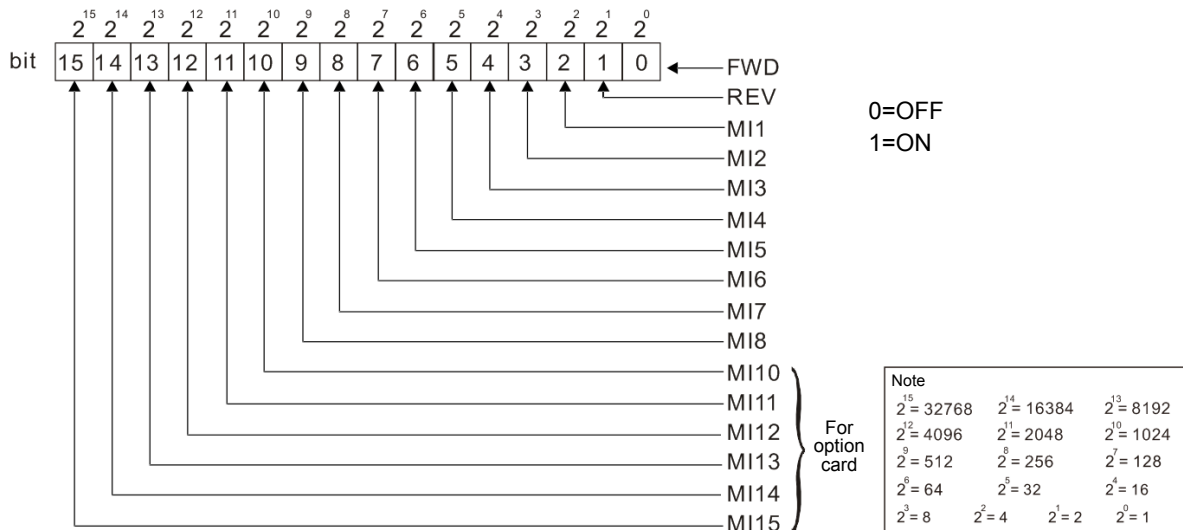 2^15 2^14 2^13 2^12 2^11 2^10 2^9 2^8 2^7 2^6 2^5 2^4 2^3 2^2 2^1 2^0
bit 15 14 13 12 11 10 9 8 7 6 5 4 3 2 1 0
FWD
REV
MI1
MI2
MI3
MI4
MI5
MI6
MI7
MI8
MI10
MI11
MI12
MI13
MI14
MI15
0=OFF
1=ON
For
option
card
Note
2^15 = 32768 2^14 = 16384 2^13 = 8192
2^12 = 4096 2^11 = 2048 2^10 = 1024
2^9 = 512 2^8 = 256 2^7 = 128
2^6 = 64 2^5 = 32 2^4 = 16
2^3 = 8 2^2 = 4 2^1 = 2 2^0 = 1